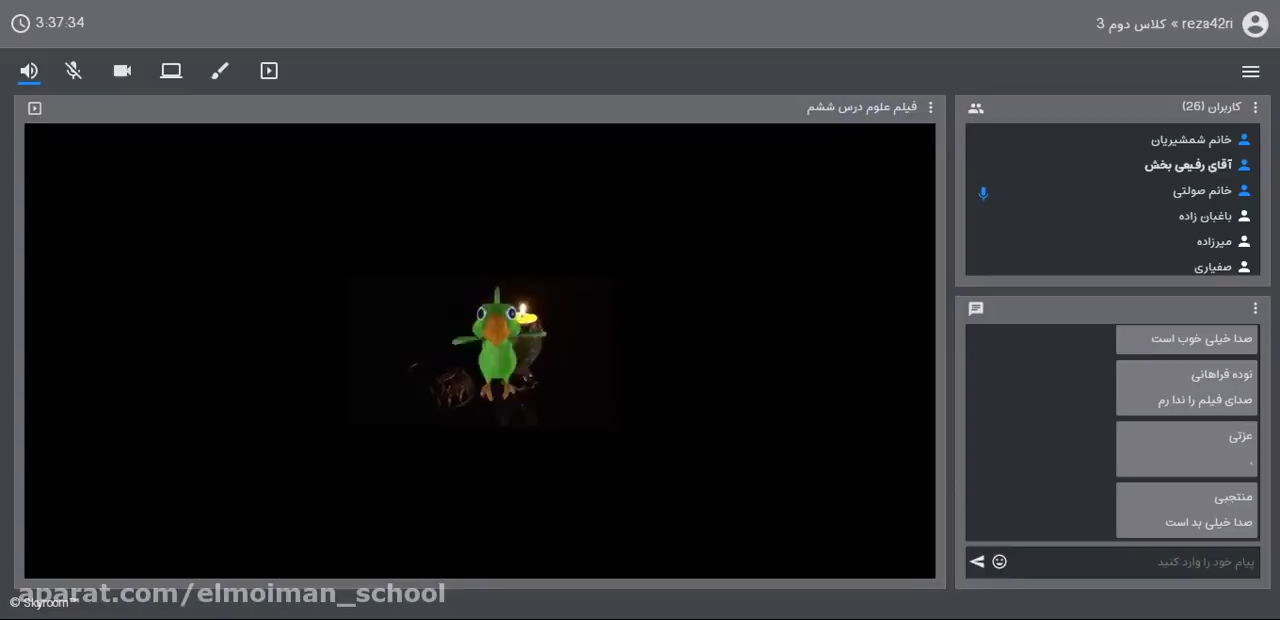 3:37:34
reza42ri » کلاس دوم 3
فیلم علوم درس ششم
کاربران (26)
خانم شمشیریان
آقای رفیعی بخش
خانم صولتی
باغبان زاده
میرزاده
صفیاری
صدا خیلی خوب است
نوده فراهانی
صدای فیلم را ندا رم
عزتی
،
منتجبی
صدا خیلی بد است
پیام خود را وارد کنید
aparat.com/elmoiman_school
© Skyroom™